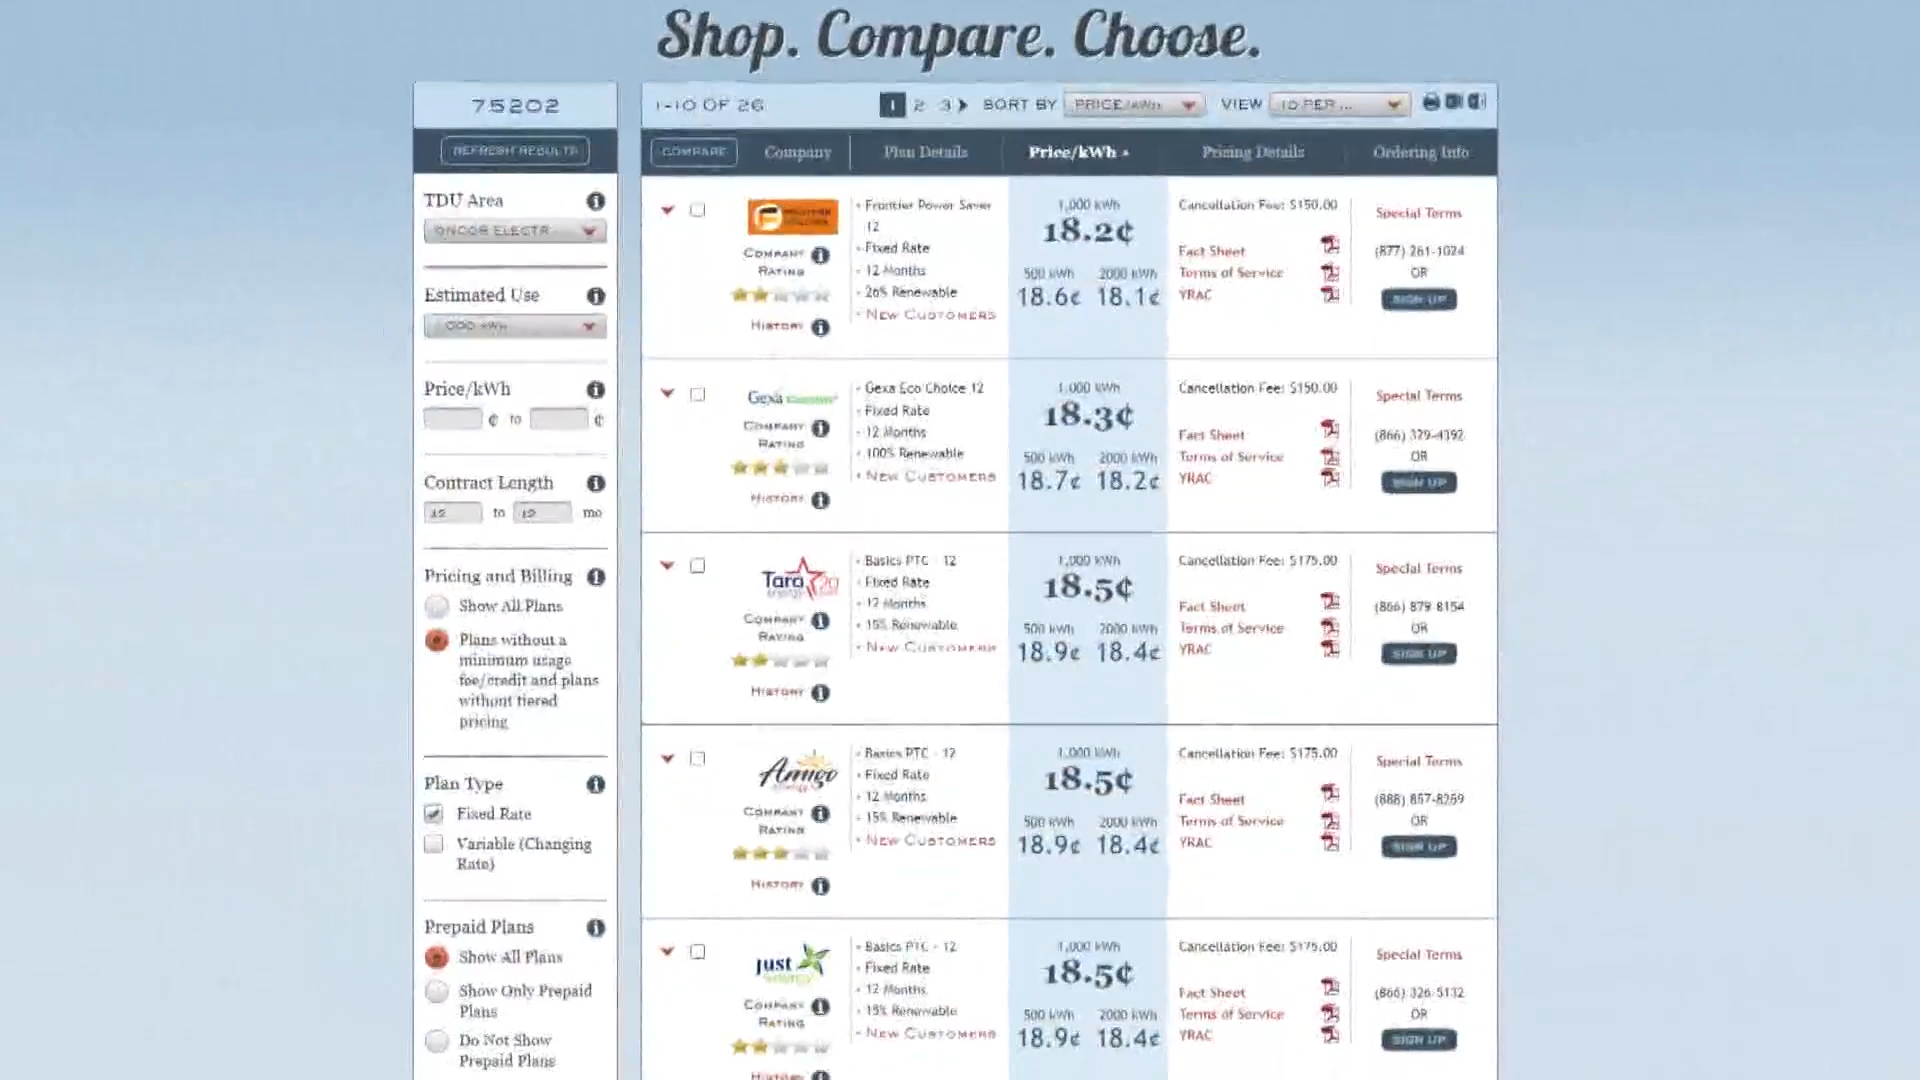 Shop. Compare. Choose.
75202
REFRESH RESULTS
TDU Area
ONCOR ELECTR
Estimated Use
Price/kWh
¢ to ¢
Contract Length
12 to 12 mo
Pricing and Billing
Show All Plans
Plans without a
minimum usage
fee/credit and plans
without tiered
pricing
Plan Type
Fixed Rate
Variable (Changing
Rate)
Prepaid Plans
Show All Plans
Show Only Prepaid
Plans
Do Not Show
Prepaid Plans
1-10 OF 26 1 2 3 SORT BY PRICE/kWh VIEW 10 PER ...
COMPARE Company Plan Details Price/kWh Pricing Details Ordering Info
COMPANY
RATING
HISTORY
Frontier Power Saver
12
Fixed Rate
12 Months
26% Renewable
NEW CUSTOMERS
1,000 kWh
18.2¢
500 kWh 2000 kWh
18.6¢ 18.1¢
Cancellation Fee: $150.00
Fact Sheet
Terms of Service
YRAC
Special Terms
(877) 261-1024
OR
SIGN UP
Gexa
COMPANY
RATING
HISTORY
Gexa Eco Choice 12
Fixed Rate
12 Months
100% Renewable
NEW CUSTOMERS
1,000 kWh
18.3¢
500 kWh 2000 kWh
18.7¢ 18.2¢
Cancellation Fee: $150.00
Fact Sheet
Terms of Service
YRAC
Special Terms
(866) 329-4392
OR
SIGN UP
Tara
energy
COMPANY
RATING
HISTORY
Basics PTC - 12
Fixed Rate
12 Months
15% Renewable
NEW CUSTOMERS
1,000 kWh
18.5¢
500 kWh 2000 kWh
18.9¢ 18.4¢
Cancellation Fee: $175.00
Fact Sheet
Terms of Service
YRAC
Special Terms
(866) 879-8154
OR
SIGN UP
Amigo
COMPANY
RATING
HISTORY
Basics PTC - 12
Fixed Rate
12 Months
15% Renewable
NEW CUSTOMERS
1,000 kWh
18.5¢
500 kWh 2000 kWh
18.9¢ 18.4¢
Cancellation Fee: $175.00
Fact Sheet
Terms of Service
YRAC
Special Terms
(888) 857-8259
OR
SIGN UP
just
COMPANY
RATING
HISTORY
Basics PTC - 12
Fixed Rate
12 Months
15% Renewable
NEW CUSTOMERS
1,000 kWh
18.5¢
500 kWh 2000 kWh
18.9¢ 18.4¢
Cancellation Fee: $175.00
Fact Sheet
Terms of Service
YRAC
Special Terms
(866) 326-5132
OR
SIGN UP